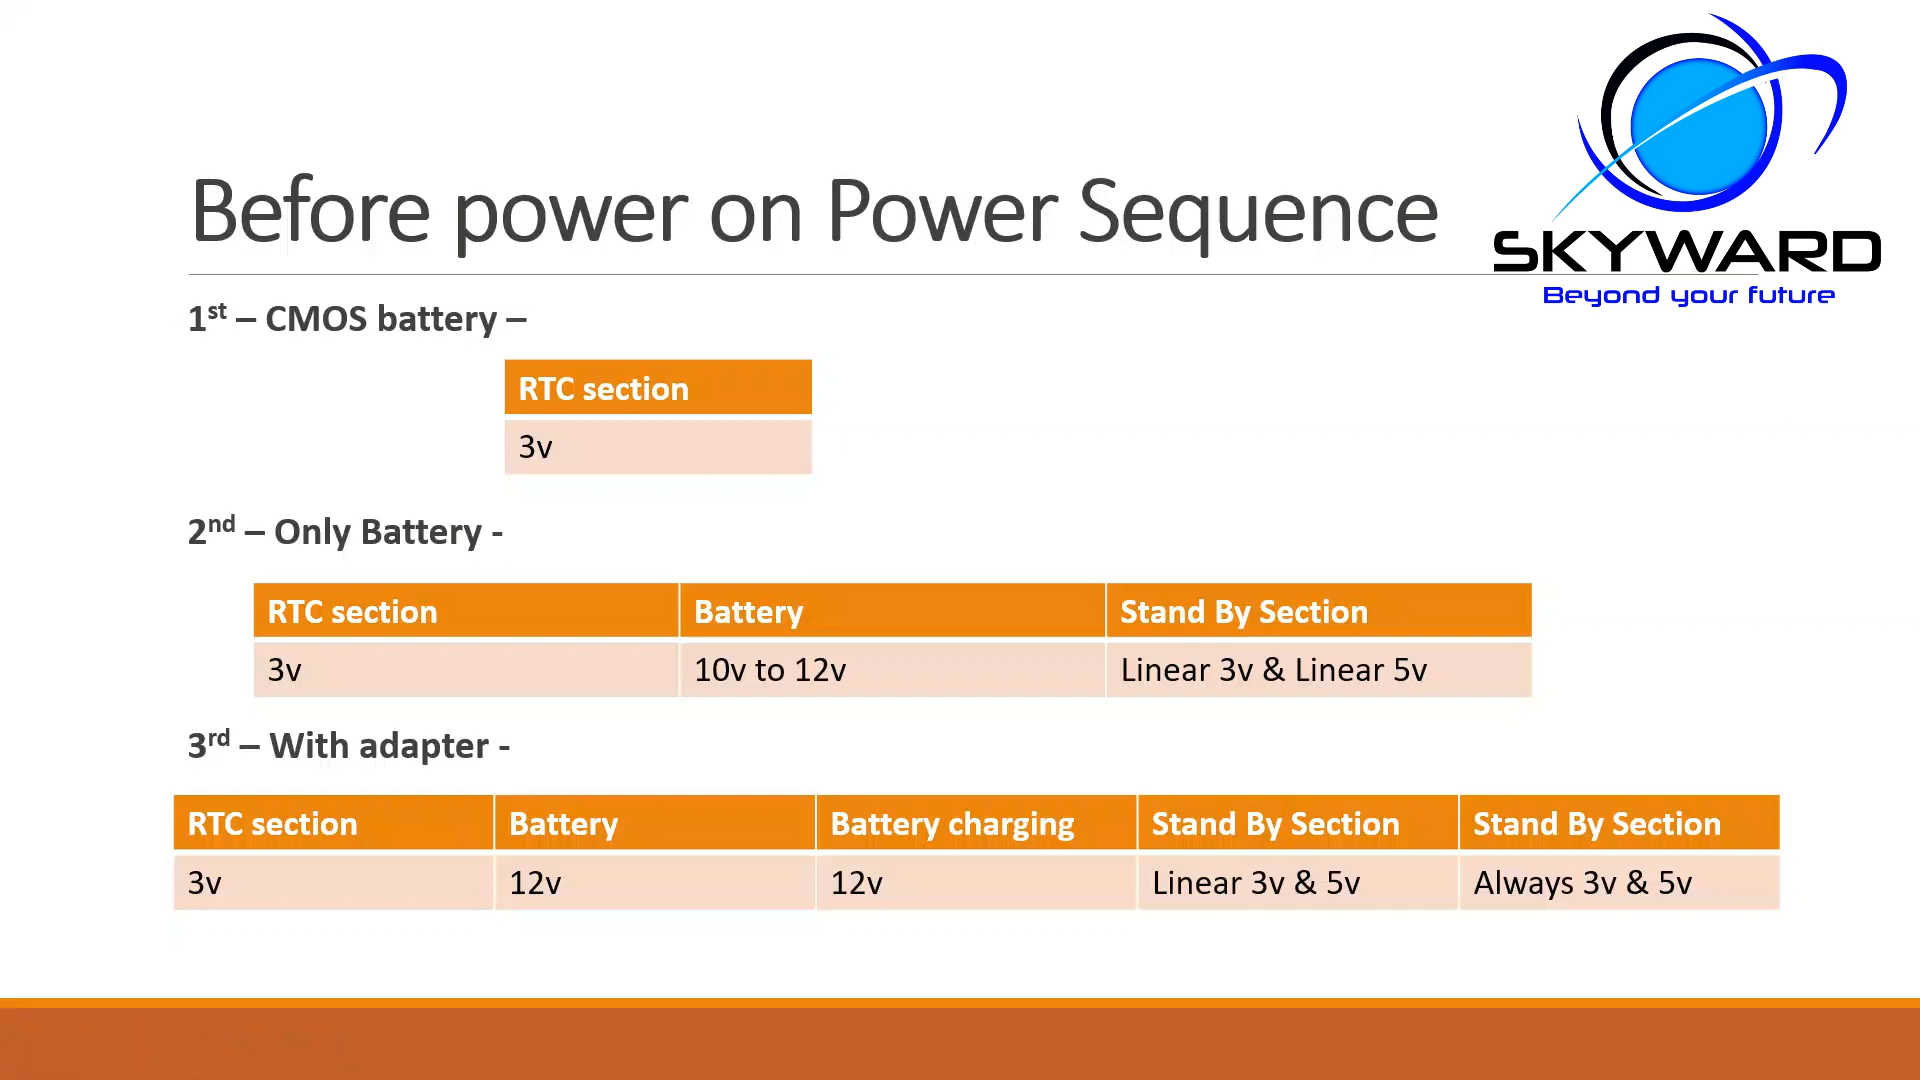 SKYWARD
Beyond your future
Before power on Power Sequence
1st – CMOS battery –
RTC section
3v
2nd – Only Battery -
RTC section Battery Stand By Section
3v 10v to 12v Linear 3v & Linear 5v
3rd – With adapter -
RTC section Battery Battery charging Stand By Section Stand By Section
3v 12v 12v Linear 3v & 5v Always 3v & 5v